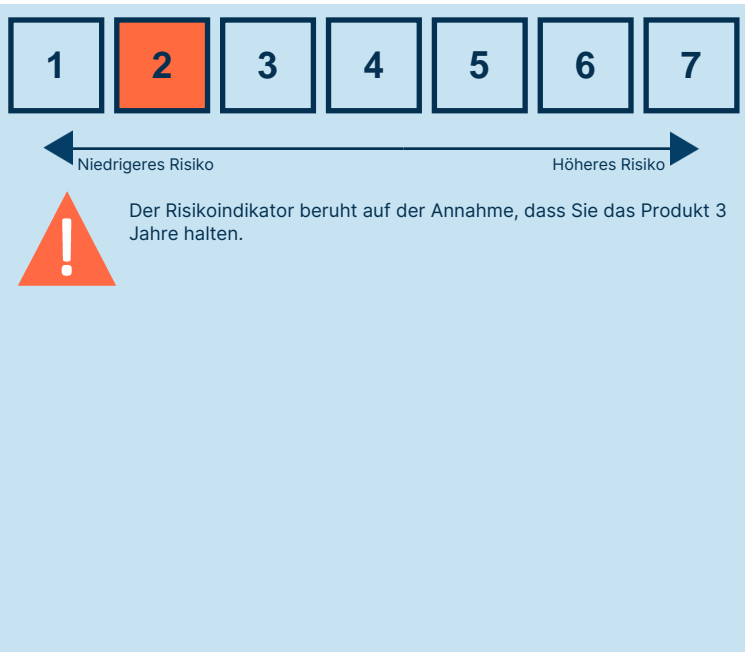 1 2 3 4 5 6 7
Niedrigeres Risiko Höheres Risiko
!
Der Risikoindikator beruht auf der Annahme, dass Sie das Produkt 3
Jahre halten.